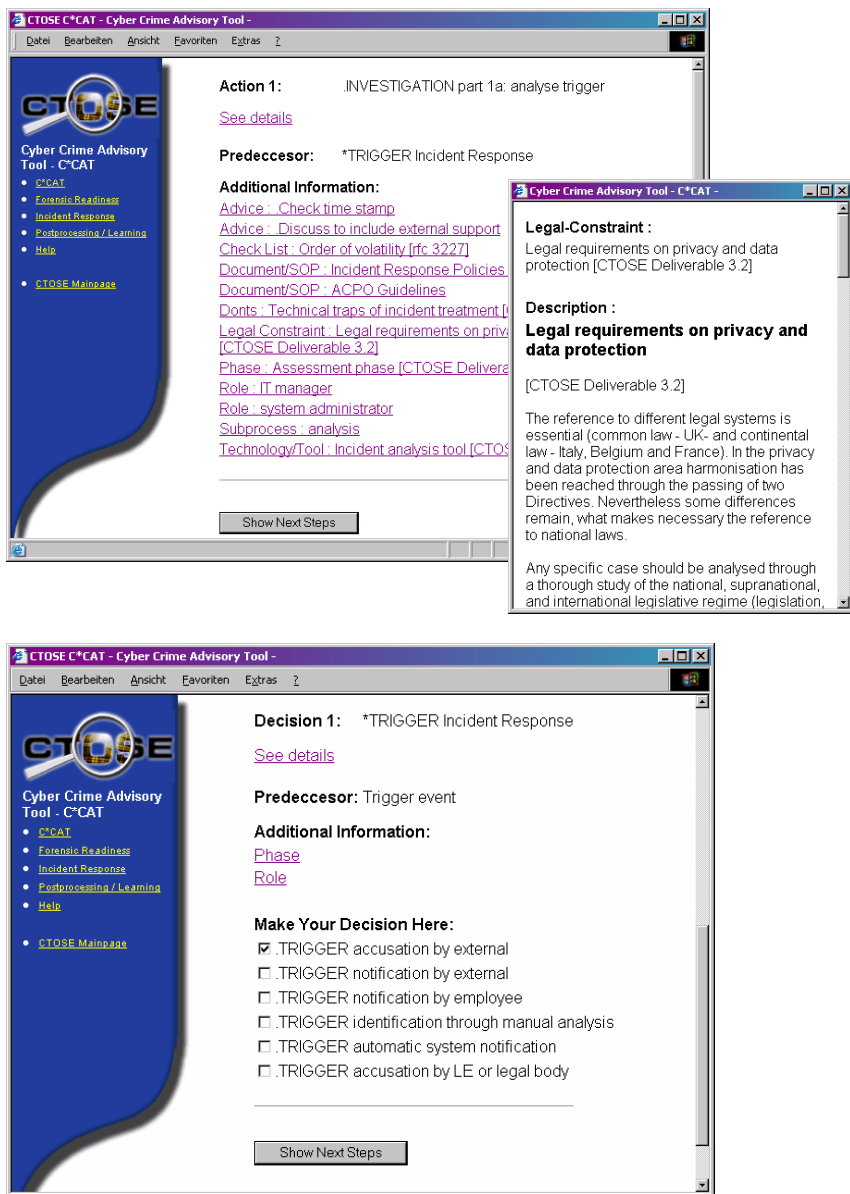 CTOSE C*CAT - Cyber Crime Advisory Tool -
Datei Bearbeiten Ansicht Favoriten Extras ?
CTOSE
Cyber Crime Advisory
Tool - C*CAT
C*CAT
Forensic Readiness
Incident Response
Postprocessing / Learning
Help
CTOSE Mainpage
Action 1: .INVESTIGATION part 1a: analyse trigger
See details
Predeccesor: *TRIGGER Incident Response
Additional Information:
Advice : .Check time stamp
Advice : .Discuss to include external support
Check List : Order of volatility [rfc 3227]
Document/SOP : Incident Response Policies
Document/SOP : ACPO Guidelines
Donts : Technical traps of incident treatment [
Legal Constraint : Legal requirements on priv
[CTOSE Deliverable 3.2]
Phase : Assessment phase [CTOSE Delivera
Role : IT manager
Role : system administrator
Subprocess : analysis
Technology/Tool : Incident analysis tool [CTOS
Show Next Steps
Cyber Crime Advisory Tool - C*CAT -
Legal-Constraint :
Legal requirements on privacy and data
protection [CTOSE Deliverable 3.2]
Description :
Legal requirements on privacy and
data protection
[CTOSE Deliverable 3.2]
The reference to different legal systems is
essential (common law - UK- and continental
law - Italy, Belgium and France). In the privacy
and data protection area harmonisation has
been reached through the passing of two
Directives. Nevertheless some differences
remain, what makes necessary the reference
to national laws.
Any specific case should be analysed through
a thorough study of the national, supranational,
and international legislative regime (legislation,
CTOSE C*CAT - Cyber Crime Advisory Tool -
Datei Bearbeiten Ansicht Favoriten Extras ?
CTOSE
Cyber Crime Advisory
Tool - C*CAT
C*CAT
Forensic Readiness
Incident Response
Postprocessing / Learning
Help
CTOSE Mainpage
Decision 1: *TRIGGER Incident Response
See details
Predeccesor: Trigger event
Additional Information:
Phase
Role
Make Your Decision Here:
.TRIGGER accusation by external
.TRIGGER notification by external
.TRIGGER notification by employee
.TRIGGER identification through manual analysis
.TRIGGER automatic system notification
.TRIGGER accusation by LE or legal body
Show Next Steps